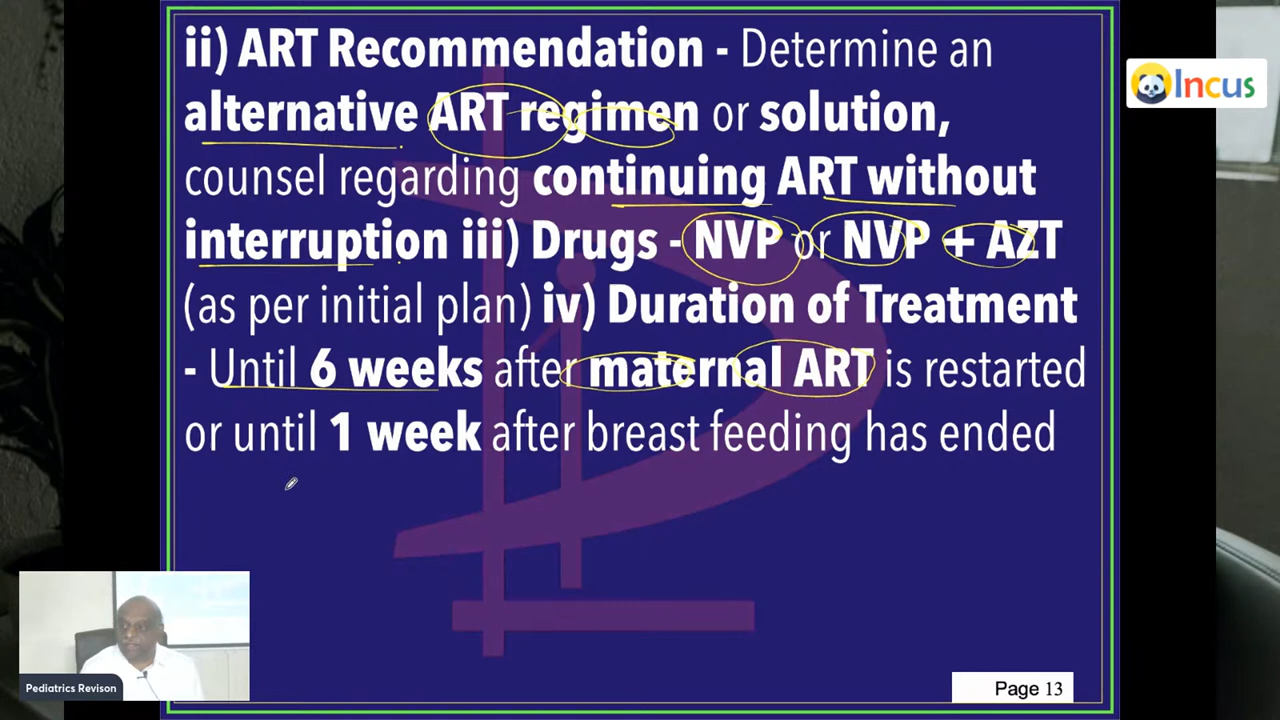 ii) ART Recommendation - Determine an
alternative ART regimen or solution,
counsel regarding continuing ART without
interruption iii) Drugs - NVP or NVP + AZT
(as per initial plan) iv) Duration of Treatment
- Until 6 weeks after maternal ART is restarted
or until 1 week after breast feeding has ended
Incus
Pediatrics Revison
Page 13